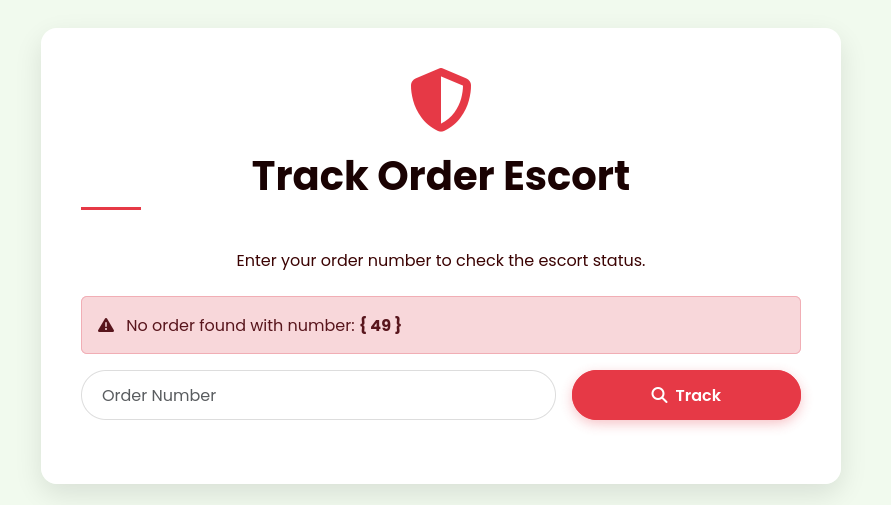 Track Order Escort
Enter your order number to check the escort status.
No order found with number: { 49 }
Order Number
Track